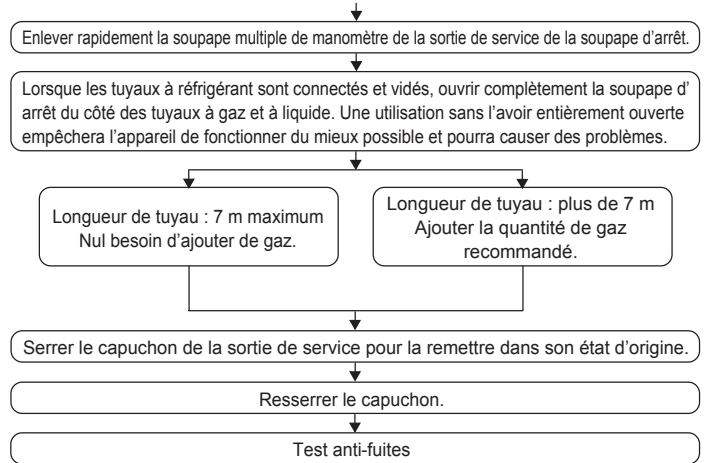 Enlever rapidement la soupape multiple de manomètre de la sortie de service de la soupape d’arrêt.
Lorsque les tuyaux à réfrigérant sont connectés et vidés, ouvrir complètement la soupape d’
arrêt du côté des tuyaux à gaz et à liquide. Une utilisation sans l’avoir entièrement ouverte
empêchera l’appareil de fonctionner du mieux possible et pourra causer des problèmes.
Longueur de tuyau : 7 m maximum
Nul besoin d’ajouter de gaz.
Longueur de tuyau : plus de 7 m
Ajouter la quantité de gaz
recommandé.
Serrer le capuchon de la sortie de service pour la remettre dans son état d’origine.
Resserrer le capuchon.
Test anti-fuites